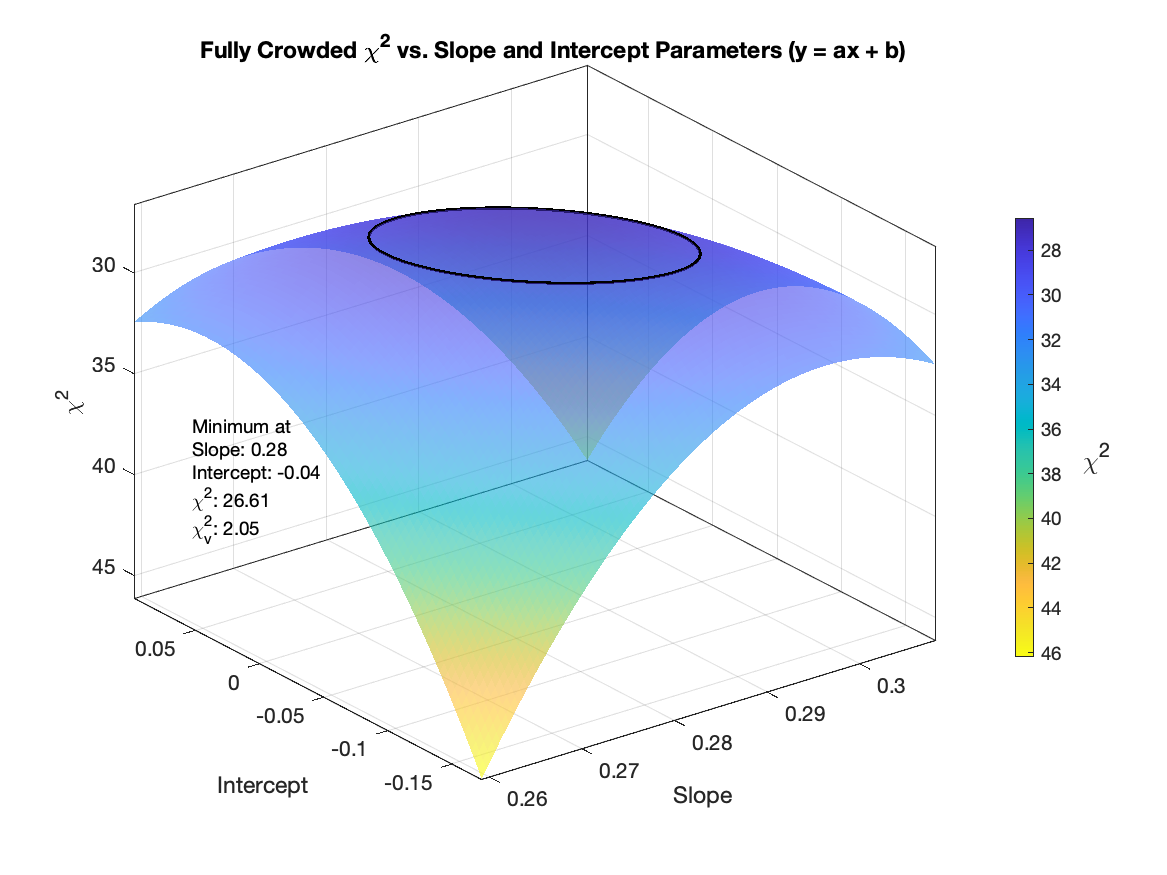 Fully Crowded χ² vs. Slope and Intercept Parameters (y = ax + b)
30
35
40
45
χ²
Minimum at
Slope: 0.28
Intercept: -0.04
χ²: 26.61
χ²ᵥ: 2.05
0.05
0
-0.05
-0.1
-0.15
Intercept
0.26
0.27
0.28
0.29
0.3
Slope
28
30
32
34
36
38
40
42
44
46
χ²